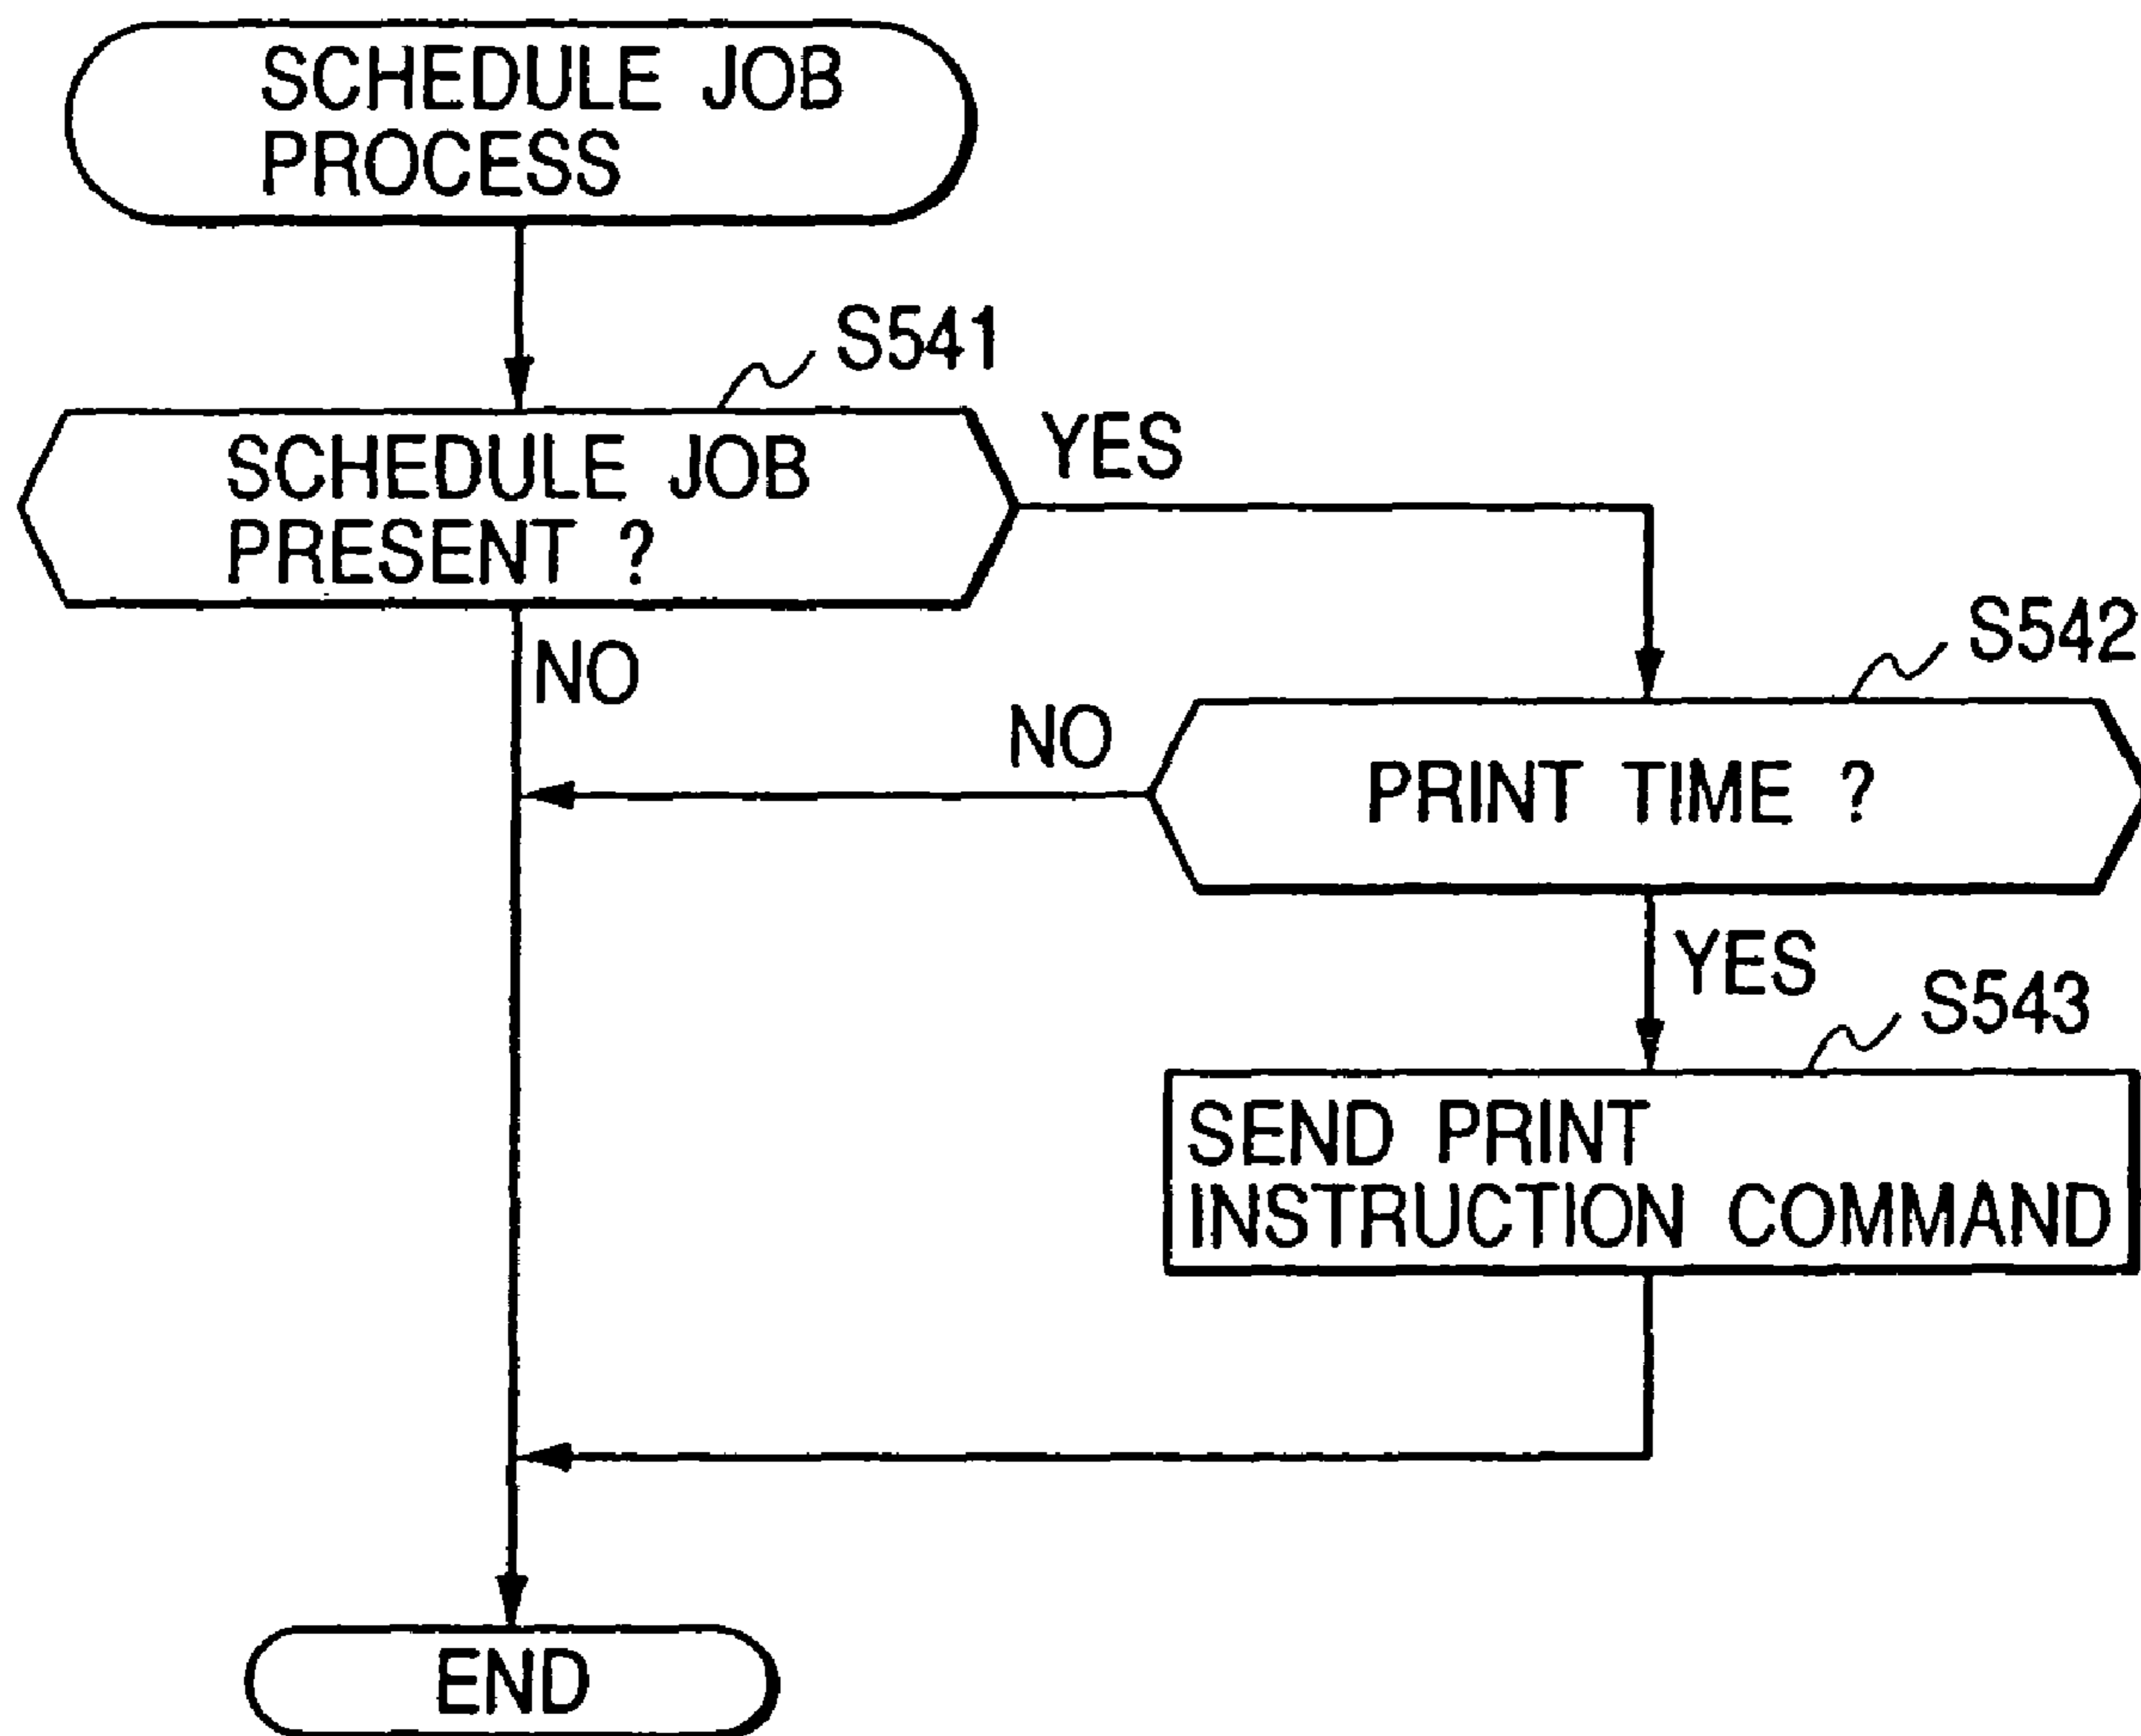 SCHEDULE JOB
PROCESS
S541
SCHEDULE JOB
PRESENT ?
YES
NO
S542
NO
PRINT TIME ?
YES
S543
SEND PRINT
INSTRUCTION COMMAND
END